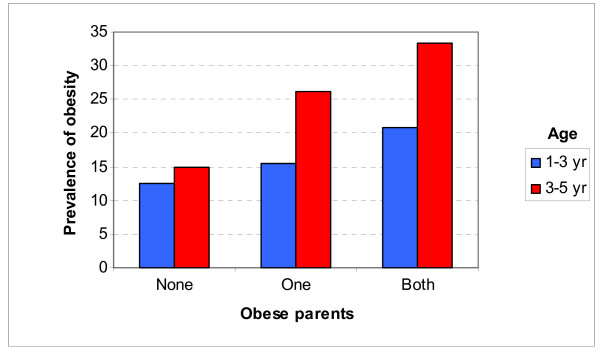 35
30
25
20
15
10
5
0
Prevalence of obesity
None One Both
Obese parents
Age
1-3 yr
3-5 yr